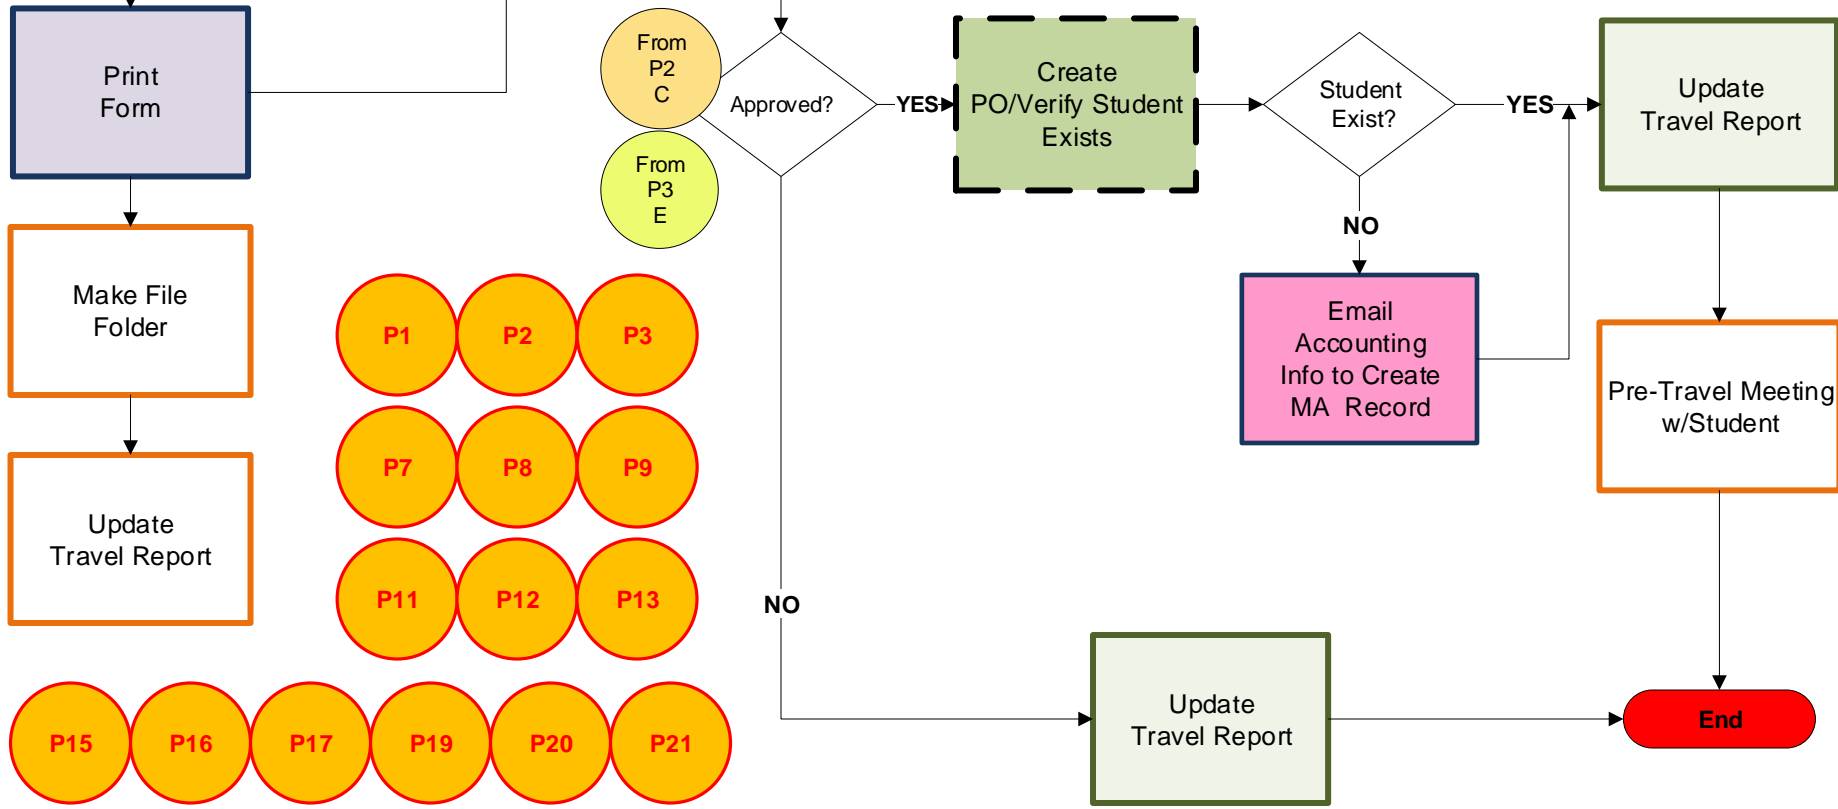 Print
Form
Make File
Folder
Update
Travel Report
From
P2
C
From
P3
E
Approved?
YES
Create
PO/Verify Student
Exists
Student
Exist?
YES
Update
Travel Report
NO
Email
Accounting
Info to Create
MA Record
Pre-Travel Meeting
w/Student
P1 P2 P3
P7 P8 P9
P11 P12 P13
P15 P16 P17 P19 P20 P21
NO
Update
Travel Report
End